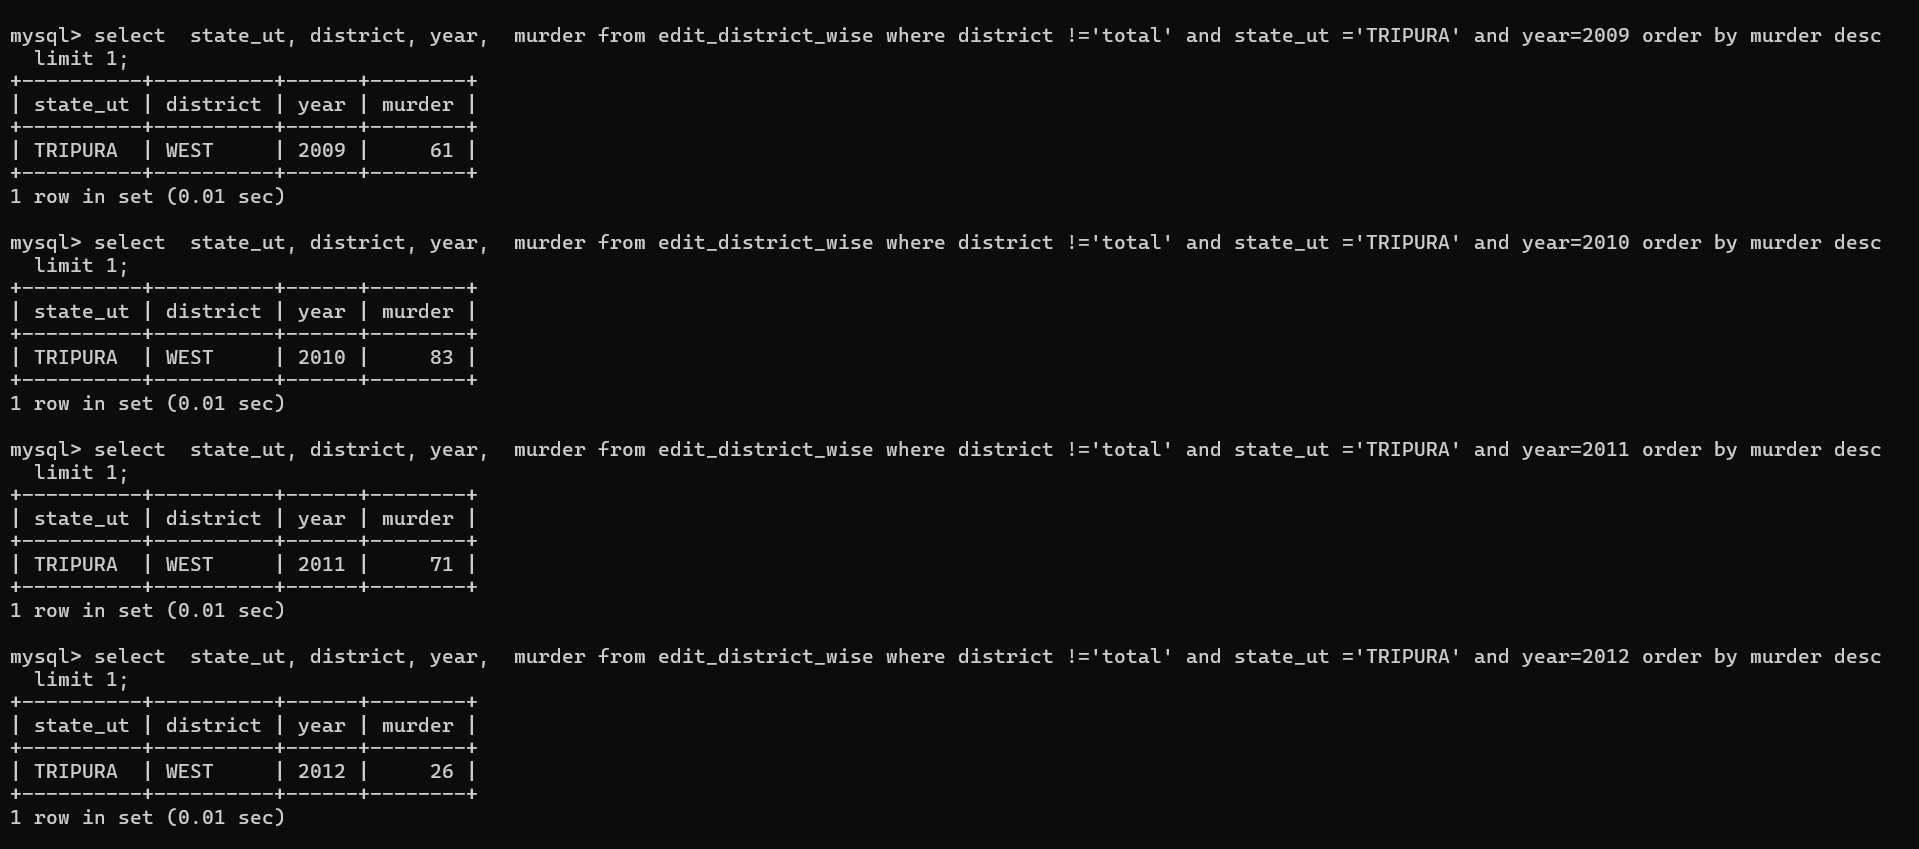 mysql> select  state_ut, district, year,  murder from edit_district_wise where district !='total' and state_ut ='TRIPURA' and year=2009 order by murder desc
  limit 1;
+----------+----------+------+--------+
| state_ut | district | year | murder |
+----------+----------+------+--------+
| TRIPURA  | WEST     | 2009 |     61 |
+----------+----------+------+--------+
1 row in set (0.01 sec)

mysql> select  state_ut, district, year,  murder from edit_district_wise where district !='total' and state_ut ='TRIPURA' and year=2010 order by murder desc
  limit 1;
+----------+----------+------+--------+
| state_ut | district | year | murder |
+----------+----------+------+--------+
| TRIPURA  | WEST     | 2010 |     83 |
+----------+----------+------+--------+
1 row in set (0.01 sec)

mysql> select  state_ut, district, year,  murder from edit_district_wise where district !='total' and state_ut ='TRIPURA' and year=2011 order by murder desc
  limit 1;
+----------+----------+------+--------+
| state_ut | district | year | murder |
+----------+----------+------+--------+
| TRIPURA  | WEST     | 2011 |     71 |
+----------+----------+------+--------+
1 row in set (0.01 sec)

mysql> select  state_ut, district, year,  murder from edit_district_wise where district !='total' and state_ut ='TRIPURA' and year=2012 order by murder desc
  limit 1;
+----------+----------+------+--------+
| state_ut | district | year | murder |
+----------+----------+------+--------+
| TRIPURA  | WEST     | 2012 |     26 |
+----------+----------+------+--------+
1 row in set (0.01 sec)